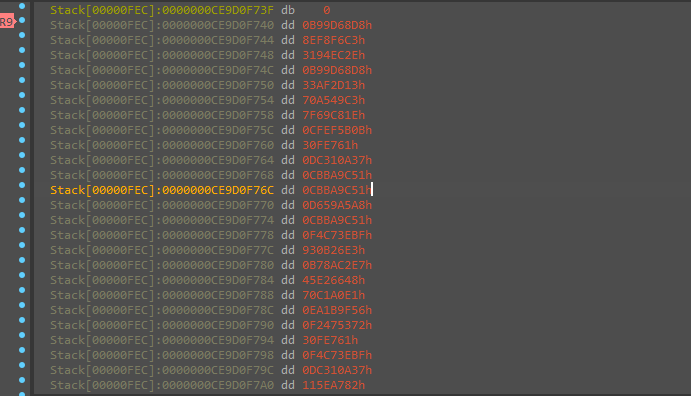 Stack[00000FEC]:0000000CE9D0F73F db 0
R9 Stack[00000FEC]:0000000CE9D0F740 dd 0B99D68D8h
Stack[00000FEC]:0000000CE9D0F744 dd 8EF8F6C3h
Stack[00000FEC]:0000000CE9D0F748 dd 3194EC2Eh
Stack[00000FEC]:0000000CE9D0F74C dd 0B99D68D8h
Stack[00000FEC]:0000000CE9D0F750 dd 33AF2D13h
Stack[00000FEC]:0000000CE9D0F754 dd 70A549C3h
Stack[00000FEC]:0000000CE9D0F758 dd 7F69C81Eh
Stack[00000FEC]:0000000CE9D0F75C dd 0CFEF5B0Bh
Stack[00000FEC]:0000000CE9D0F760 dd 30FE761h
Stack[00000FEC]:0000000CE9D0F764 dd 0DC310A37h
Stack[00000FEC]:0000000CE9D0F768 dd 0CBBA9C51h
Stack[00000FEC]:0000000CE9D0F76C dd 0CBBA9C51h
Stack[00000FEC]:0000000CE9D0F770 dd 0D659A5A8h
Stack[00000FEC]:0000000CE9D0F774 dd 0CBBA9C51h
Stack[00000FEC]:0000000CE9D0F778 dd 0F4C73EBFh
Stack[00000FEC]:0000000CE9D0F77C dd 930B26E3h
Stack[00000FEC]:0000000CE9D0F780 dd 0B78AC2E7h
Stack[00000FEC]:0000000CE9D0F784 dd 45E26648h
Stack[00000FEC]:0000000CE9D0F788 dd 70C1A0E1h
Stack[00000FEC]:0000000CE9D0F78C dd 0EA1B9F56h
Stack[00000FEC]:0000000CE9D0F790 dd 0F2475372h
Stack[00000FEC]:0000000CE9D0F794 dd 30FE761h
Stack[00000FEC]:0000000CE9D0F798 dd 0F4C73EBFh
Stack[00000FEC]:0000000CE9D0F79C dd 0DC310A37h
Stack[00000FEC]:0000000CE9D0F7A0 dd 115EA782h